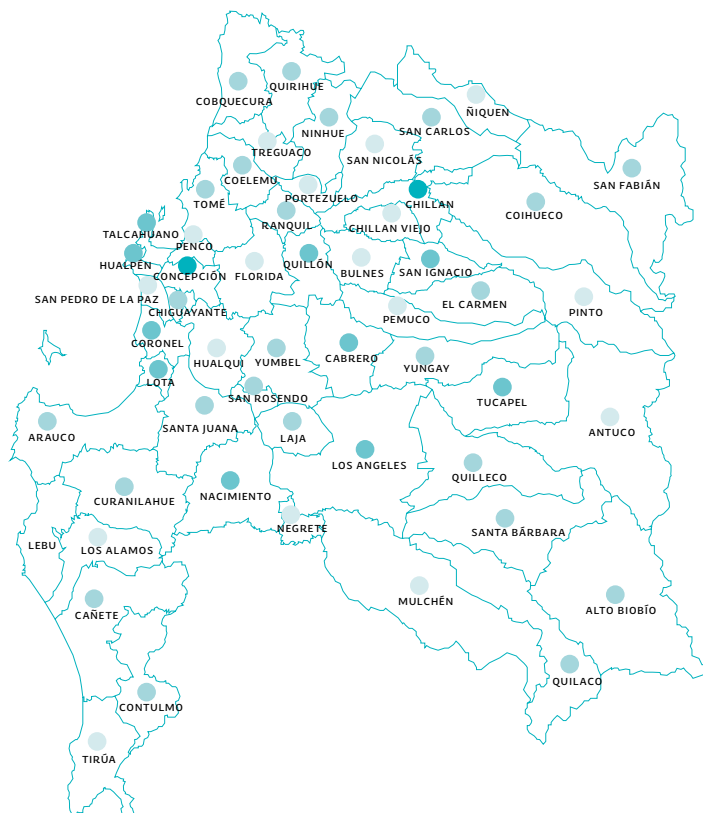 QUIRIHUE
COBQUECURA
ÑIQUEN
NINHUE
SAN CARLOS
TREGUACO
SAN NICOLÁS
COELEMU
SAN FABIÁN
PORTEZUELO
TOMÉ
CHILLAN
COIHUECO
RANQUIL
CHILLAN VIEJO
TALCAHUANO
PENCO
HUALPÉN
QUILLÓN
CONCEPCIÓN
FLORIDA
BULNES
SAN IGNACIO
SAN PEDRO DE LA PAZ
EL CARMEN
CHIGUAYANTE
PEMUCO
PINTO
CORONEL
CABRERO
HUALQUI
YUMBEL
YUNGAY
LOTA
SAN ROSENDO
TUCAPEL
SANTA JUANA
ANTUCO
ARAUCO
LAJA
LOS ANGELES
QUILLECO
NACIMIENTO
CURANILAHUE
NEGRETE
SANTA BÁRBARA
LEBU
LOS ALAMOS
MULCHÉN
ALTO BIOBÍO
CAÑETE
QUILACO
CONTULMO
TIRÚA